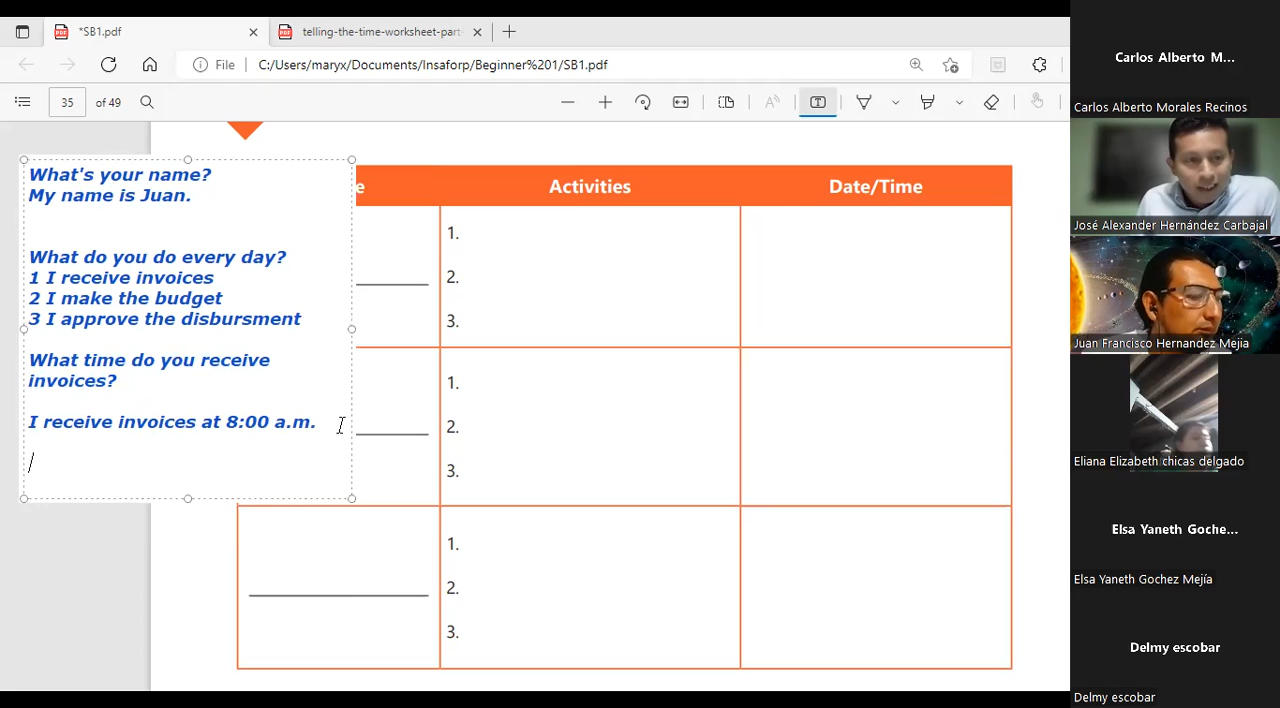 *SB1.pdf
telling-the-time-worksheet-part-
File
C:/Users/maryx/Documents/Insaforp/Beginner%201/SB1.pdf
35 of 49
What's your name?
My name is Juan.
What do you do every day?
1 I receive invoices
2 I make the budget
3 I approve the disbursment
What time do you receive
invoices?
I receive invoices at 8:00 a.m.
e
Activities
Date/Time
1.
2.
3.
1.
2.
3.
1.
2.
3.
Carlos Alberto M...
Carlos Alberto Morales Recinos
José Alexander Hernández Carbajal
Juan Francisco Hernandez Mejia
Eliana Elizabeth chicas delgado
Elsa Yaneth Goche...
Elsa Yaneth Gochez Mejía
Delmy escobar
Delmy escobar